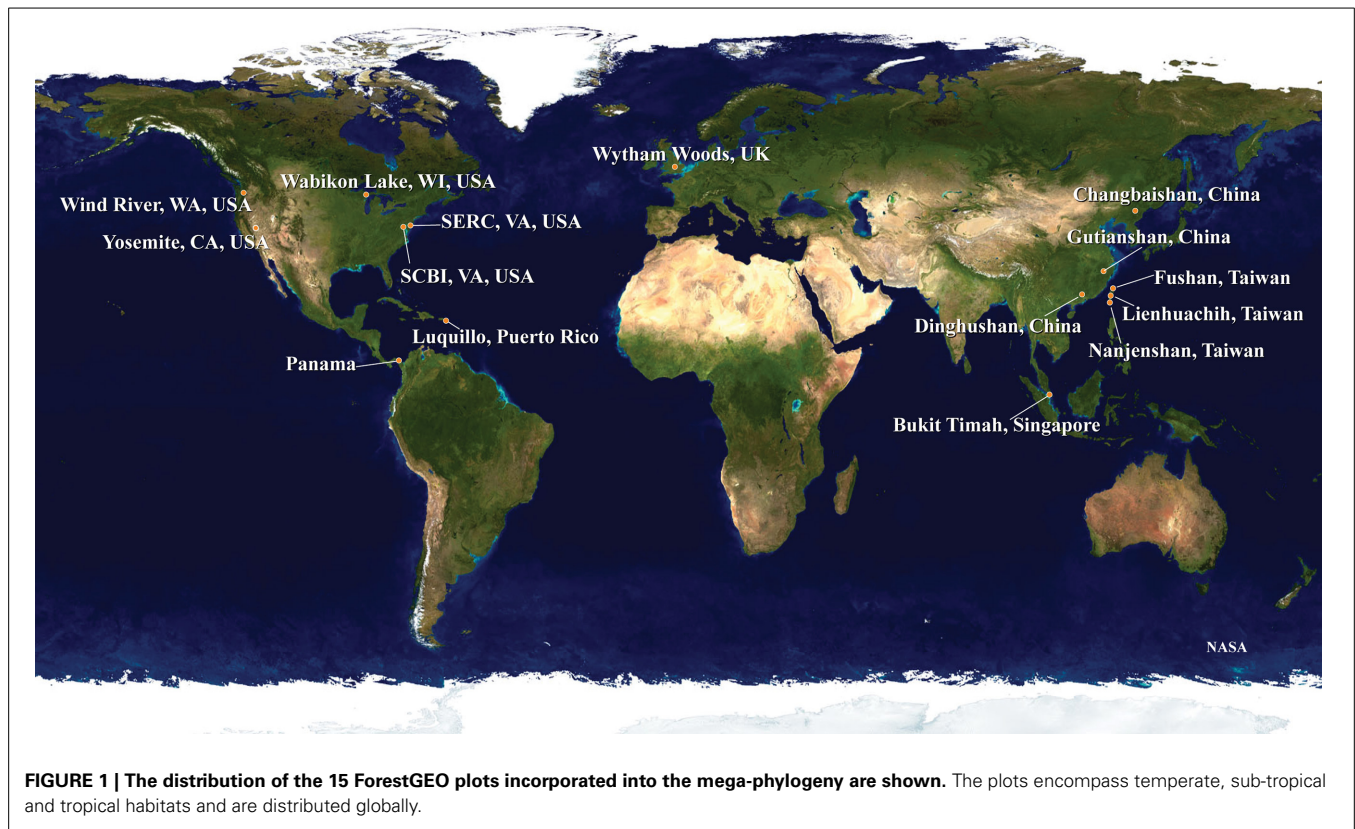 Wytham Woods, UK
Wabikon Lake, WI, USA
Changbaishan, China
Wind River, WA, USA
SERC, VA, USA
Yosemite, CA, USA
Gutianshan, China
SCBI, VA, USA
Fushan, Taiwan
Lienhuachih, Taiwan
Dinghushan, China
Luquillo, Puerto Rico
Nanjenshan, Taiwan
Panama
Bukit Timah, Singapore
NASA
FIGURE 1 | The distribution of the 15 ForestGEO plots incorporated into the mega-phylogeny are shown. The plots encompass temperate, sub-tropical
and tropical habitats and are distributed globally.